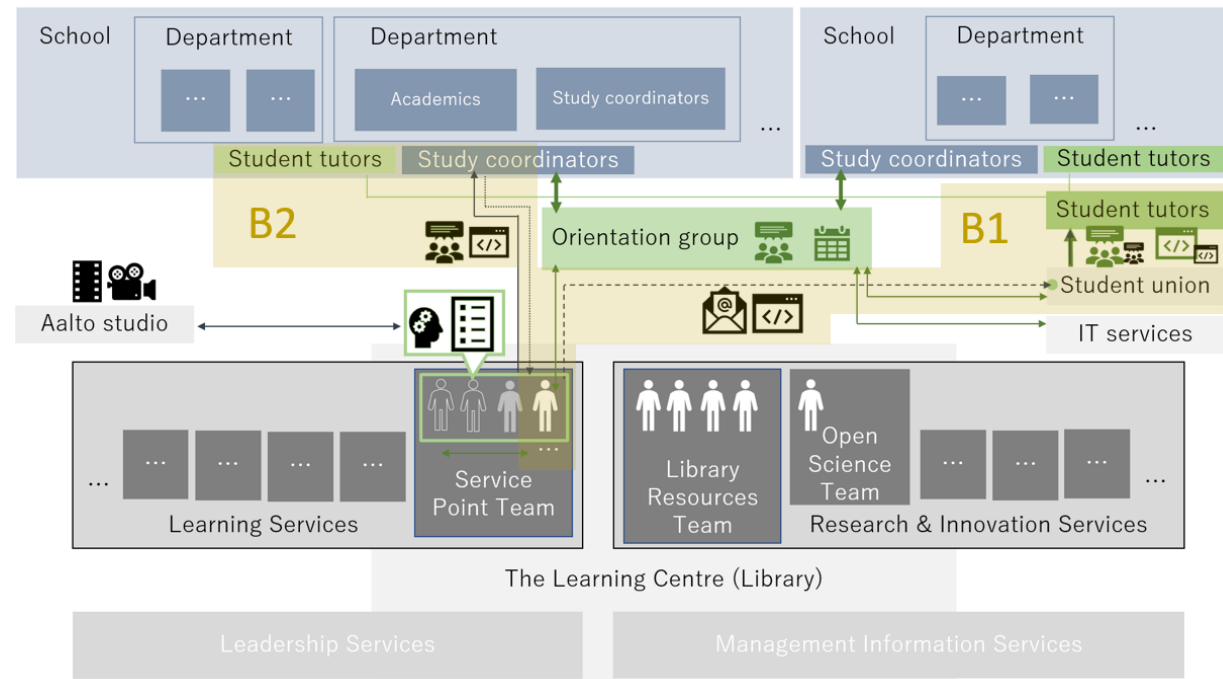 School
Department
Department
School
Department
...
...
Academics
Study coordinators
...
...
...
...
Student tutors
Study coordinators
Study coordinators
Student tutors
B2
Orientation group
B1
Student tutors
</>
</>
Student union
Aalto studio
@
</>
IT services
...
...
...
...
...
...
Service
Point Team
Learning Services
Library
Resources
Team
Open
Science
Team
...
...
...
...
Research & Innovation Services
The Learning Centre (Library)
Leadership Services
Management Information Services